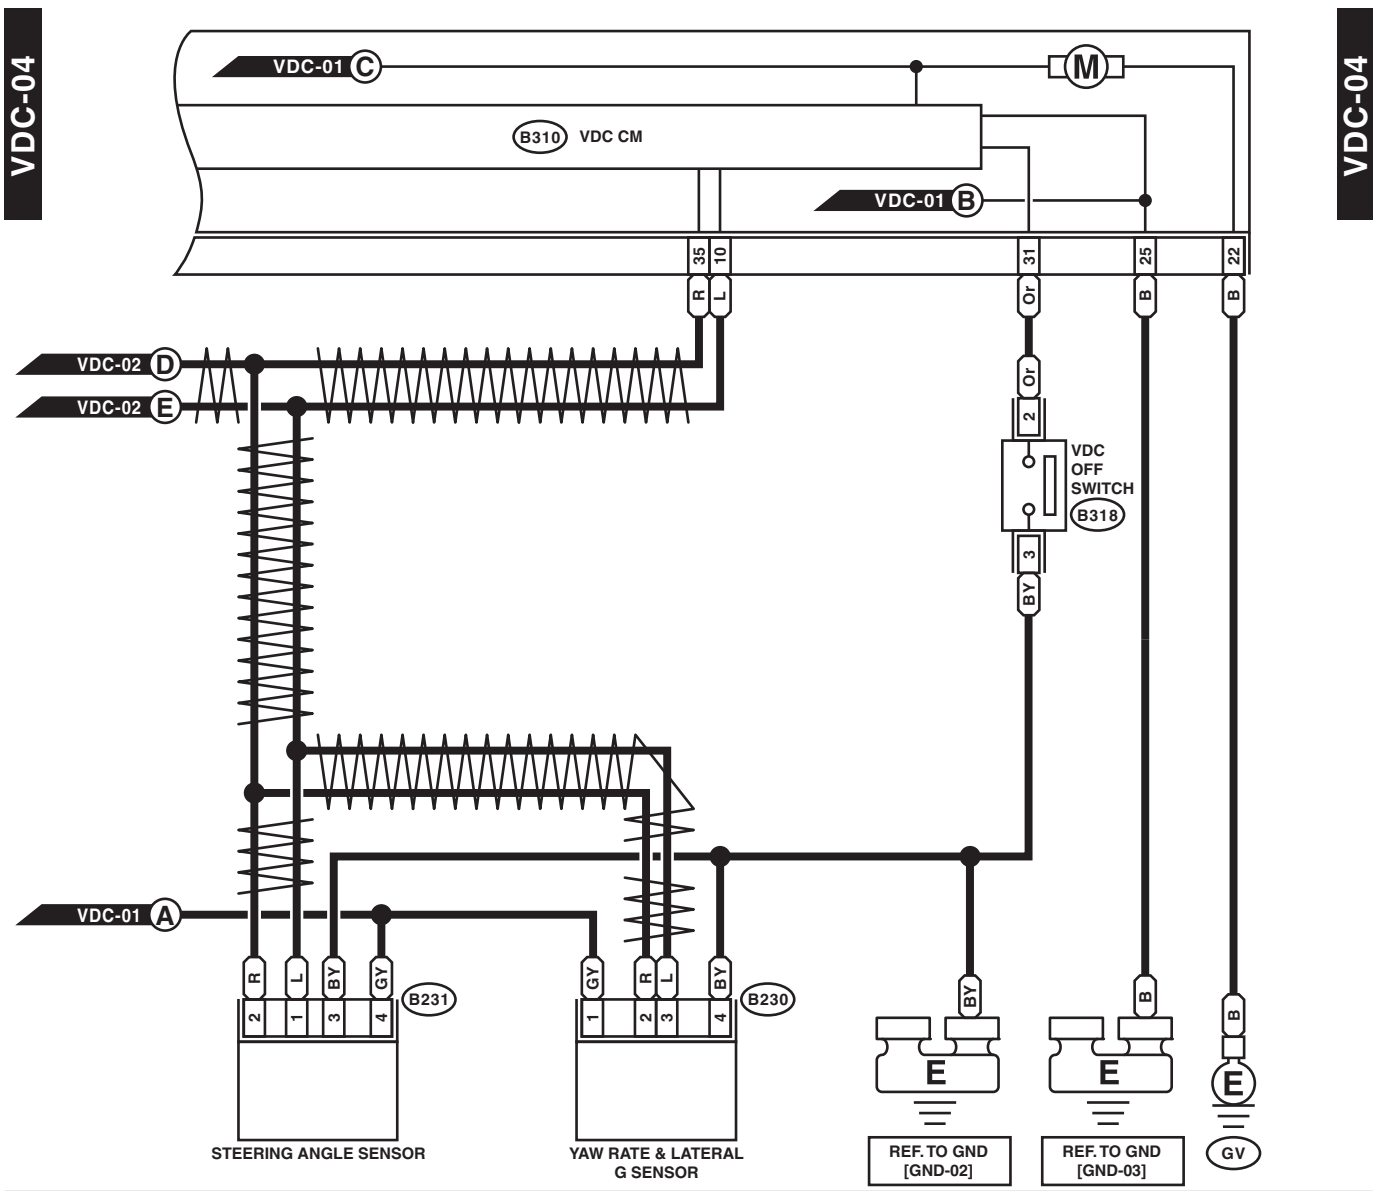 VDC-04
VDC-04
VDC-01 C
M
B310 VDC CM
VDC-01 B
35 10 31 25 22
R L Or B B
VDC-02 D
Or
VDC-02 E
2
VDC
OFF
SWITCH
B318
3
BY
VDC-01 A
R L BY GY GY R L BY BY B B
2 1 3 4 B231 1 2 3 4 B230
E E E
STEERING ANGLE SENSOR
YAW RATE & LATERAL
G SENSOR
REF. TO GND
[GND-02]
REF. TO GND
[GND-03]
GV